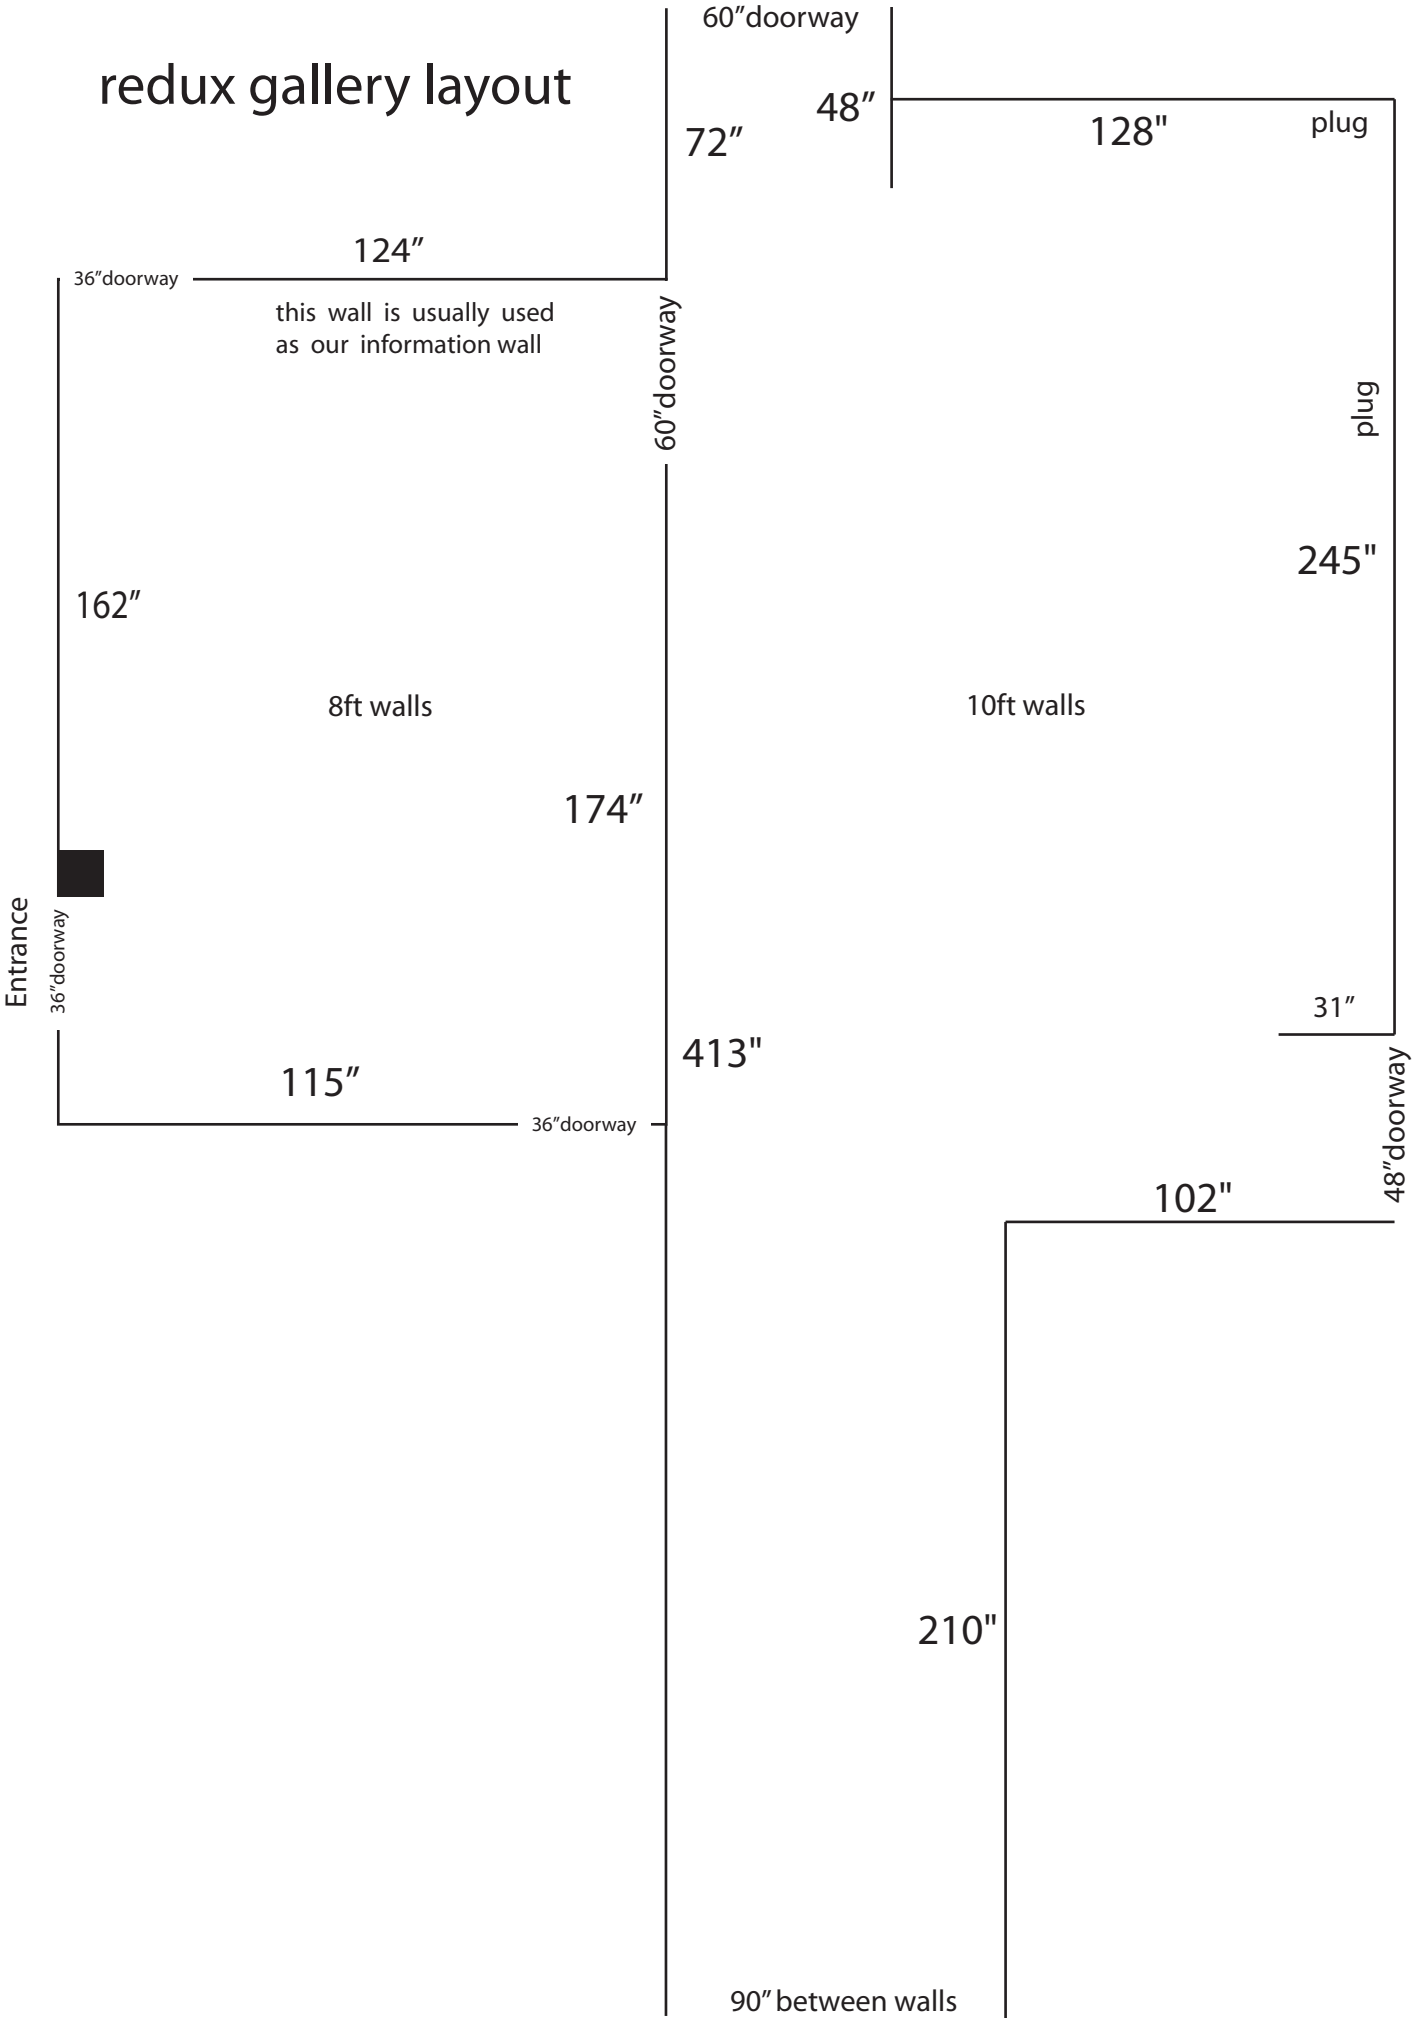 60”doorway
redux gallery layout
48”
128"
plug
72”
124”
36”doorway
this wall is usually used
as our information wall
60”doorway
plug
245"
162”
8ft walls
10ft walls
174”
Entrance
36”doorway
31”
413"
115”
36”doorway
48”doorway
102"
210"
90” between walls